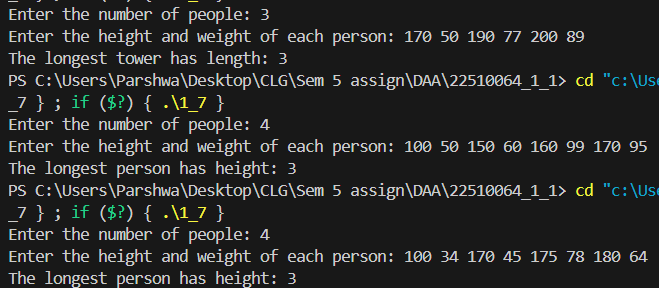 Enter the number of people: 3
Enter the height and weight of each person: 170 50 190 77 200 89
The longest tower has length: 3
PS C:\Users\Parshwa\Desktop\CLG\Sem 5 assign\DAA\22510064_1_1> cd "c:\Use
_7 } ; if ($?) { .\1_7 }
Enter the number of people: 4
Enter the height and weight of each person: 100 50 150 60 160 99 170 95
The longest person has height: 3
PS C:\Users\Parshwa\Desktop\CLG\Sem 5 assign\DAA\22510064_1_1> cd "c:\Use
_7 } ; if ($?) { .\1_7 }
Enter the number of people: 4
Enter the height and weight of each person: 100 34 170 45 175 78 180 64
The longest person has height: 3